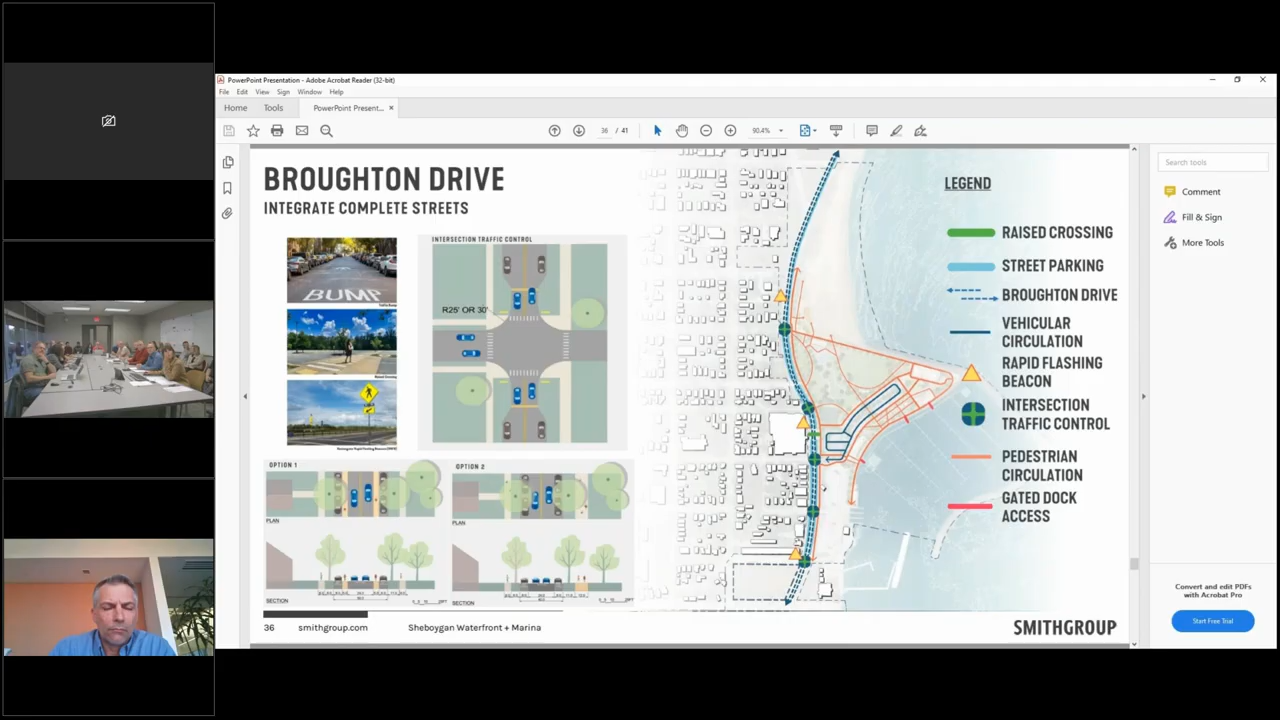 PowerPoint Presentation - Adobe Acrobat Reader (32-bit)
File Edit View Sign Window Help
Home Tools PowerPoint Present... ×
36 / 41 90.4%
BROUGHTON DRIVE
INTEGRATE COMPLETE STREETS
BUMP
INTERSECTION TRAFFIC CONTROL
R25' OR 30'
OPTION 1
PLAN
SECTION
OPTION 2
PLAN
SECTION
LEGEND
RAISED CROSSING
STREET PARKING
BROUGHTON DRIVE
VEHICULAR
CIRCULATION
RAPID FLASHING
BEACON
INTERSECTION
TRAFFIC CONTROL
PEDESTRIAN
CIRCULATION
GATED DOCK
ACCESS
36 smithgroup.com Sheboygan Waterfront + Marina
SMITHGROUP
Search tools
Comment
Fill & Sign
More Tools
Convert and edit PDFs
with Acrobat Pro
Start Free Trial